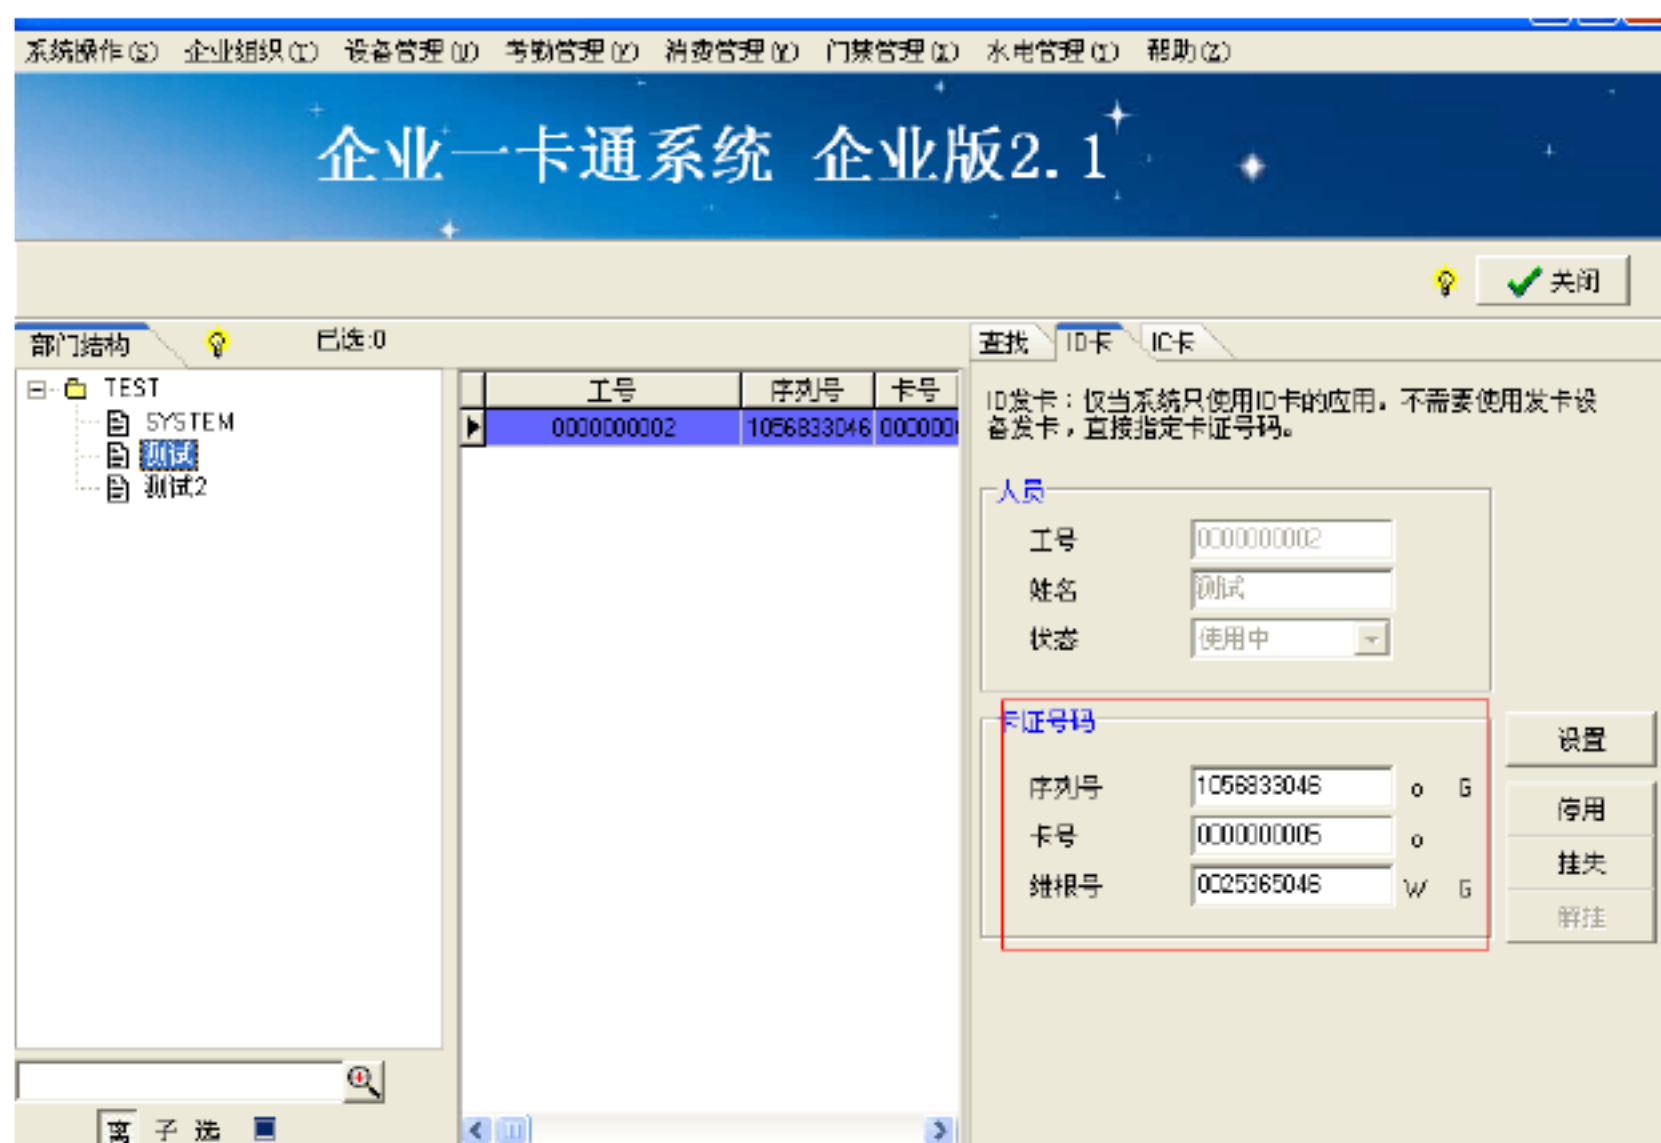 系统操作(S) 企业组织(T) 设备管理(U) 考勤管理(V) 消费管理(W) 门禁管理(X) 水电管理(Y) 帮助(Z)
企业一卡通系统 企业版2.1
关闭
部门结构 已选:0
TEST
SYSTEM
测试
测试2
工号 序列号 卡号
0000000002 1056833046 000000
查找 ID卡 IC卡
ID发卡：仅当系统只使用ID卡的应用。不需要使用发卡设
备发卡，直接指定卡证号码。
人员
工号 0000000002
姓名 测试
状态 使用中
卡证号码
序列号 1056833046 o G
卡号 0000000005 o
维根号 0025365046 W G
设置
停用
挂失
解挂
离 子 选